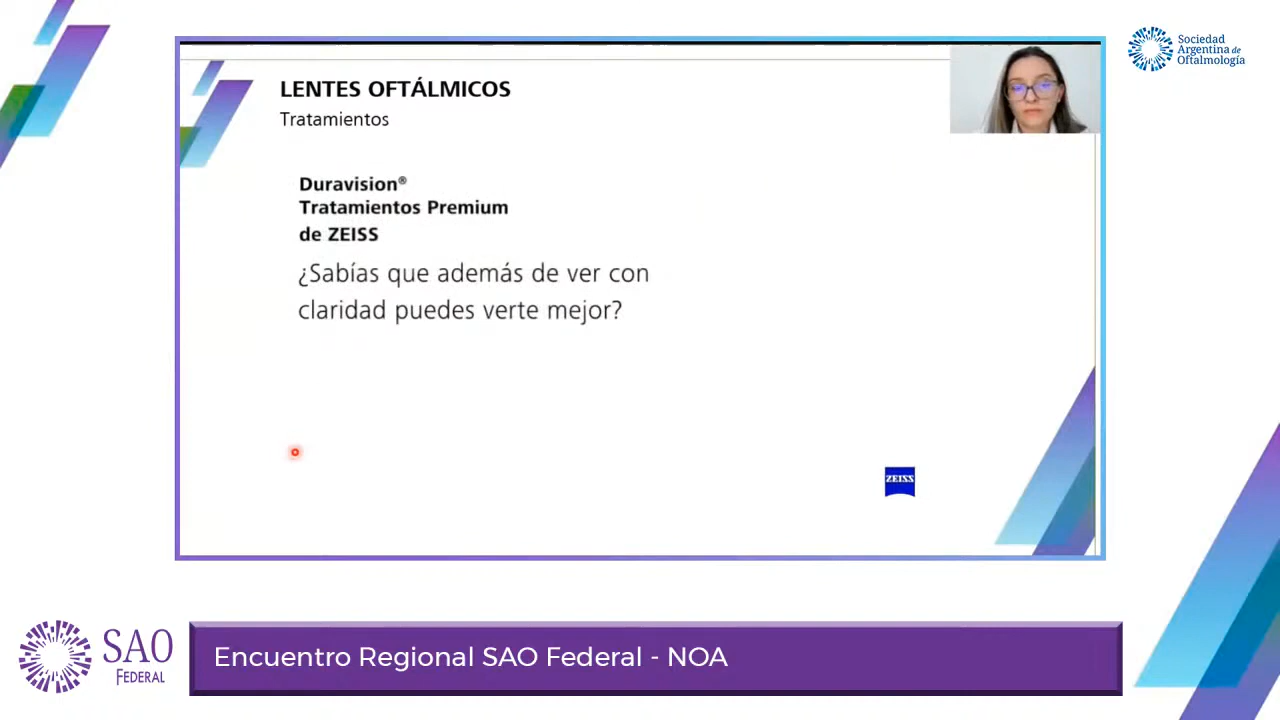 Sociedad
Argentina de
Oftalmología
LENTES OFTÁLMICOS
Tratamientos
Duravision®
Tratamientos Premium
de ZEISS
¿Sabías que además de ver con
claridad puedes verte mejor?
ZEISS
SAO
FEDERAL
Encuentro Regional SAO Federal - NOA